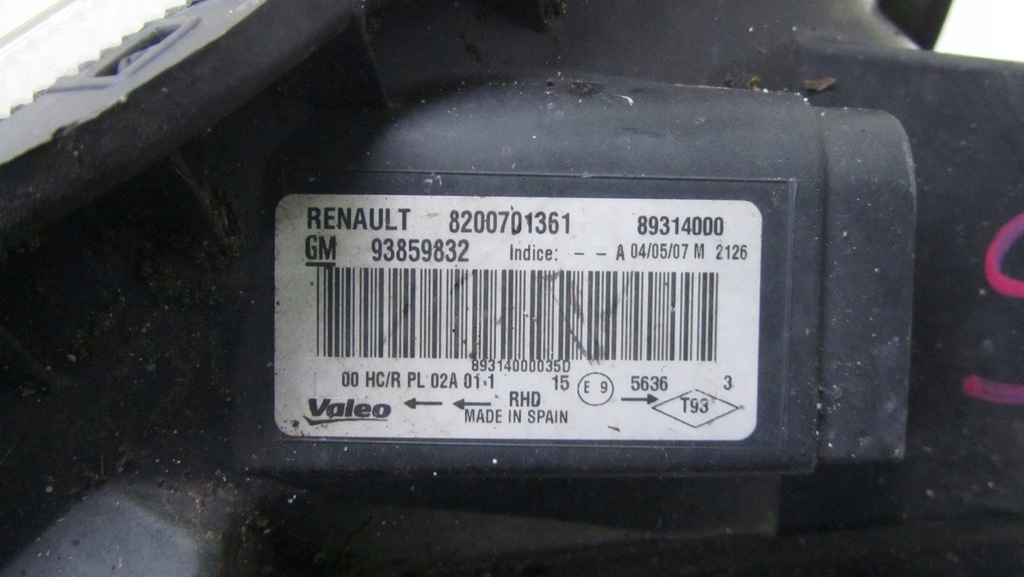 RENAULT 8200701361 89314000
GM 93859832 Indice: - - A 04/05/07 M 2126
89314000035D
00 HC/R PL 02A 01 1 15 E 9 5636 3
Valeo RHD T93
MADE IN SPAIN